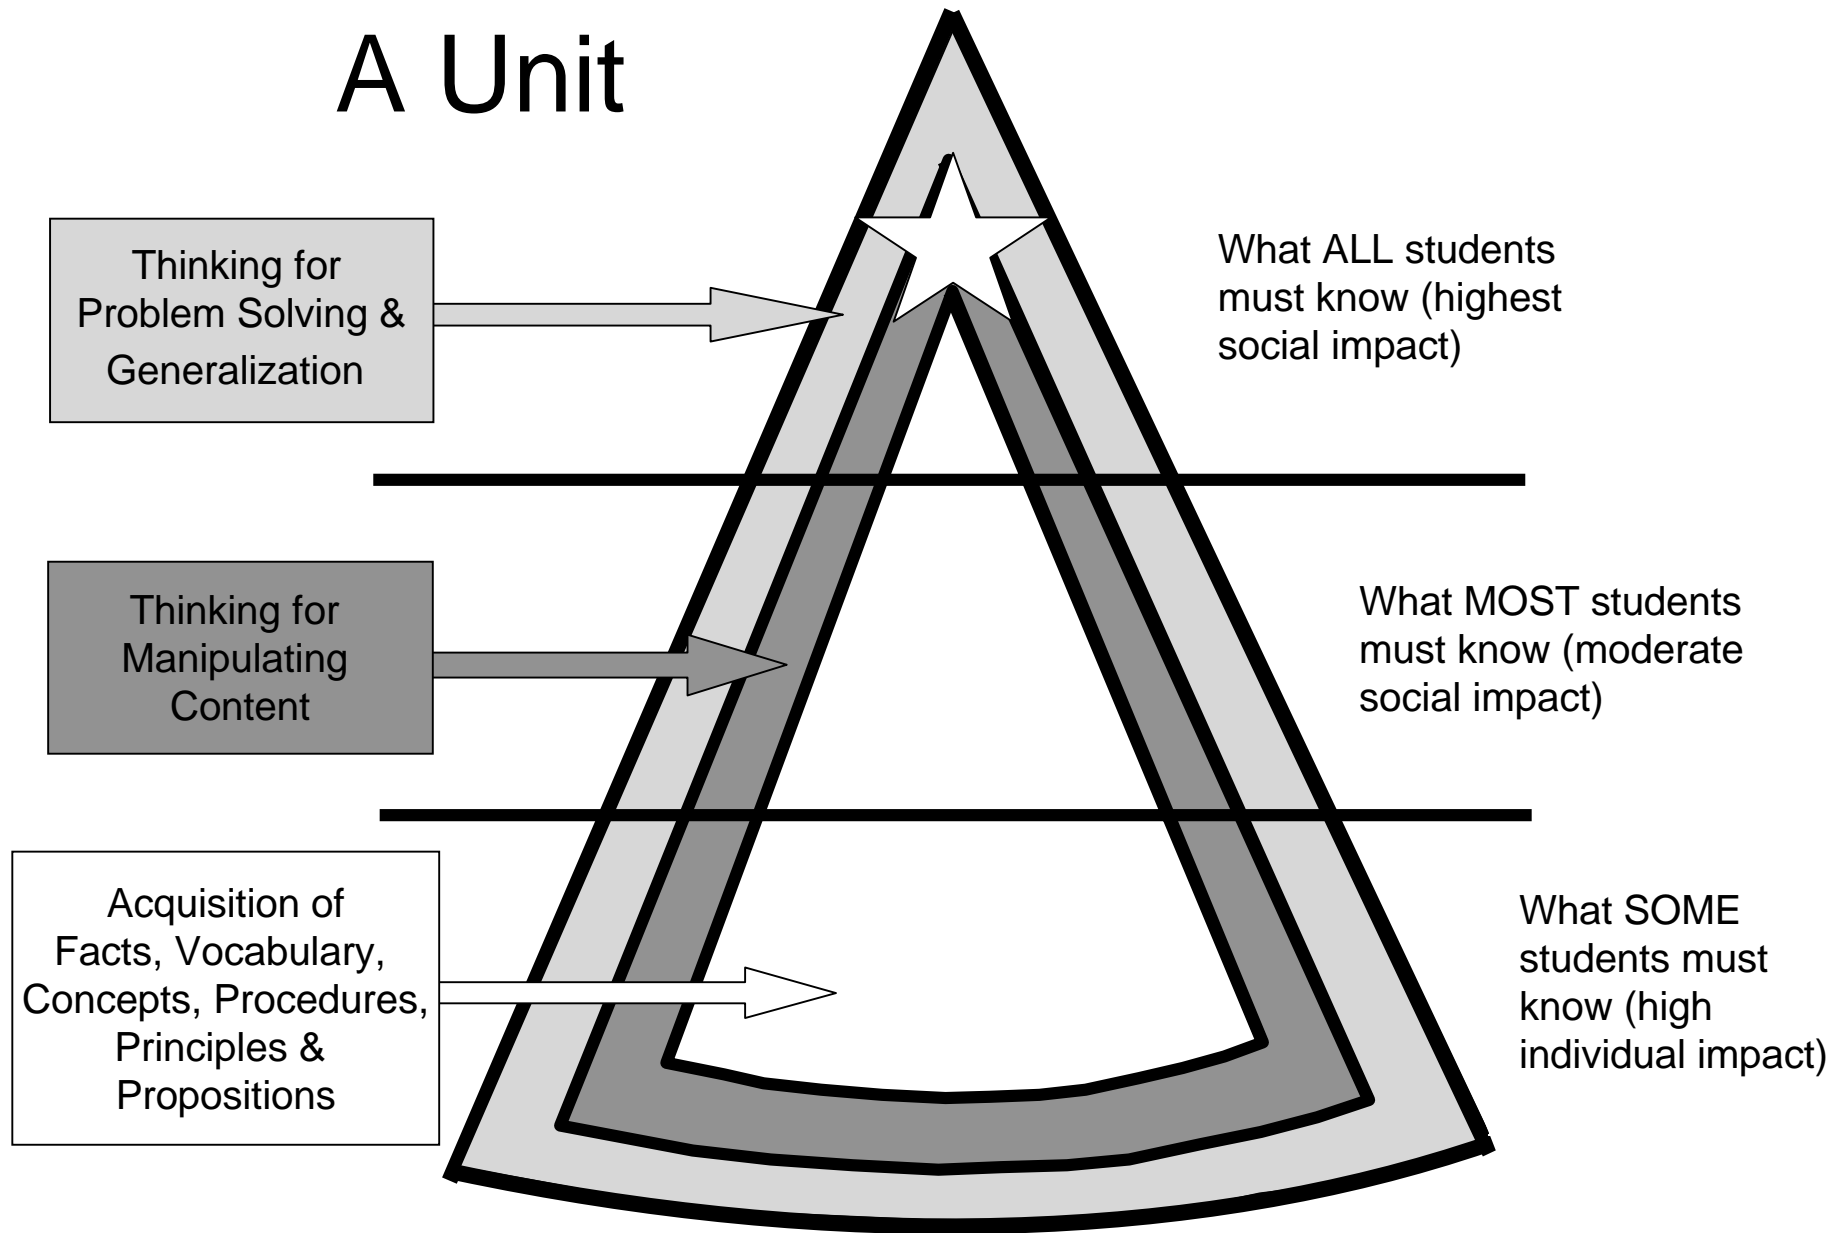 A Unit
Thinking for
Problem Solving &
Generalization
What ALL students
must know (highest
social impact)
Thinking for
Manipulating
Content
What MOST students
must know (moderate
social impact)
Acquisition of
Facts, Vocabulary,
Concepts, Procedures,
Principles &
Propositions
What SOME
students must
know (high
individual impact)